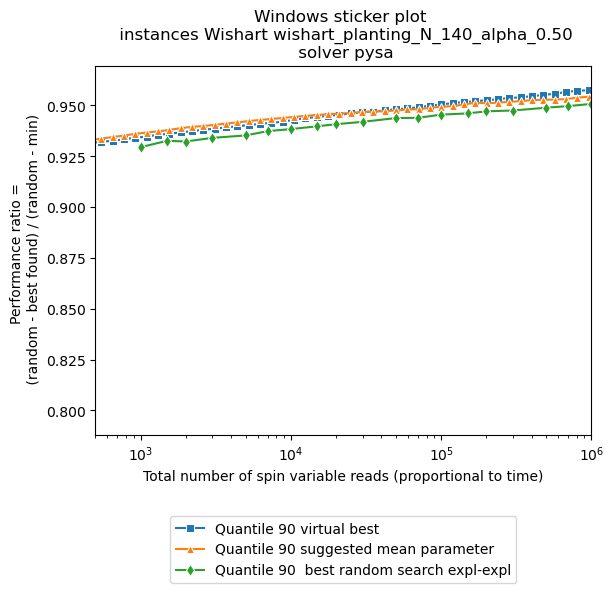 Windows sticker plot
instances Wishart wishart_planting_N_140_alpha_0.50
solver pysa
0.950
0.925
0.900
0.875
0.850
0.825
0.800
Performance ratio =
(random - best found) / (random - min)
10³
10⁴
10⁵
10⁶
Total number of spin variable reads (proportional to time)
Quantile 90 virtual best
Quantile 90 suggested mean parameter
Quantile 90  best random search expl-expl